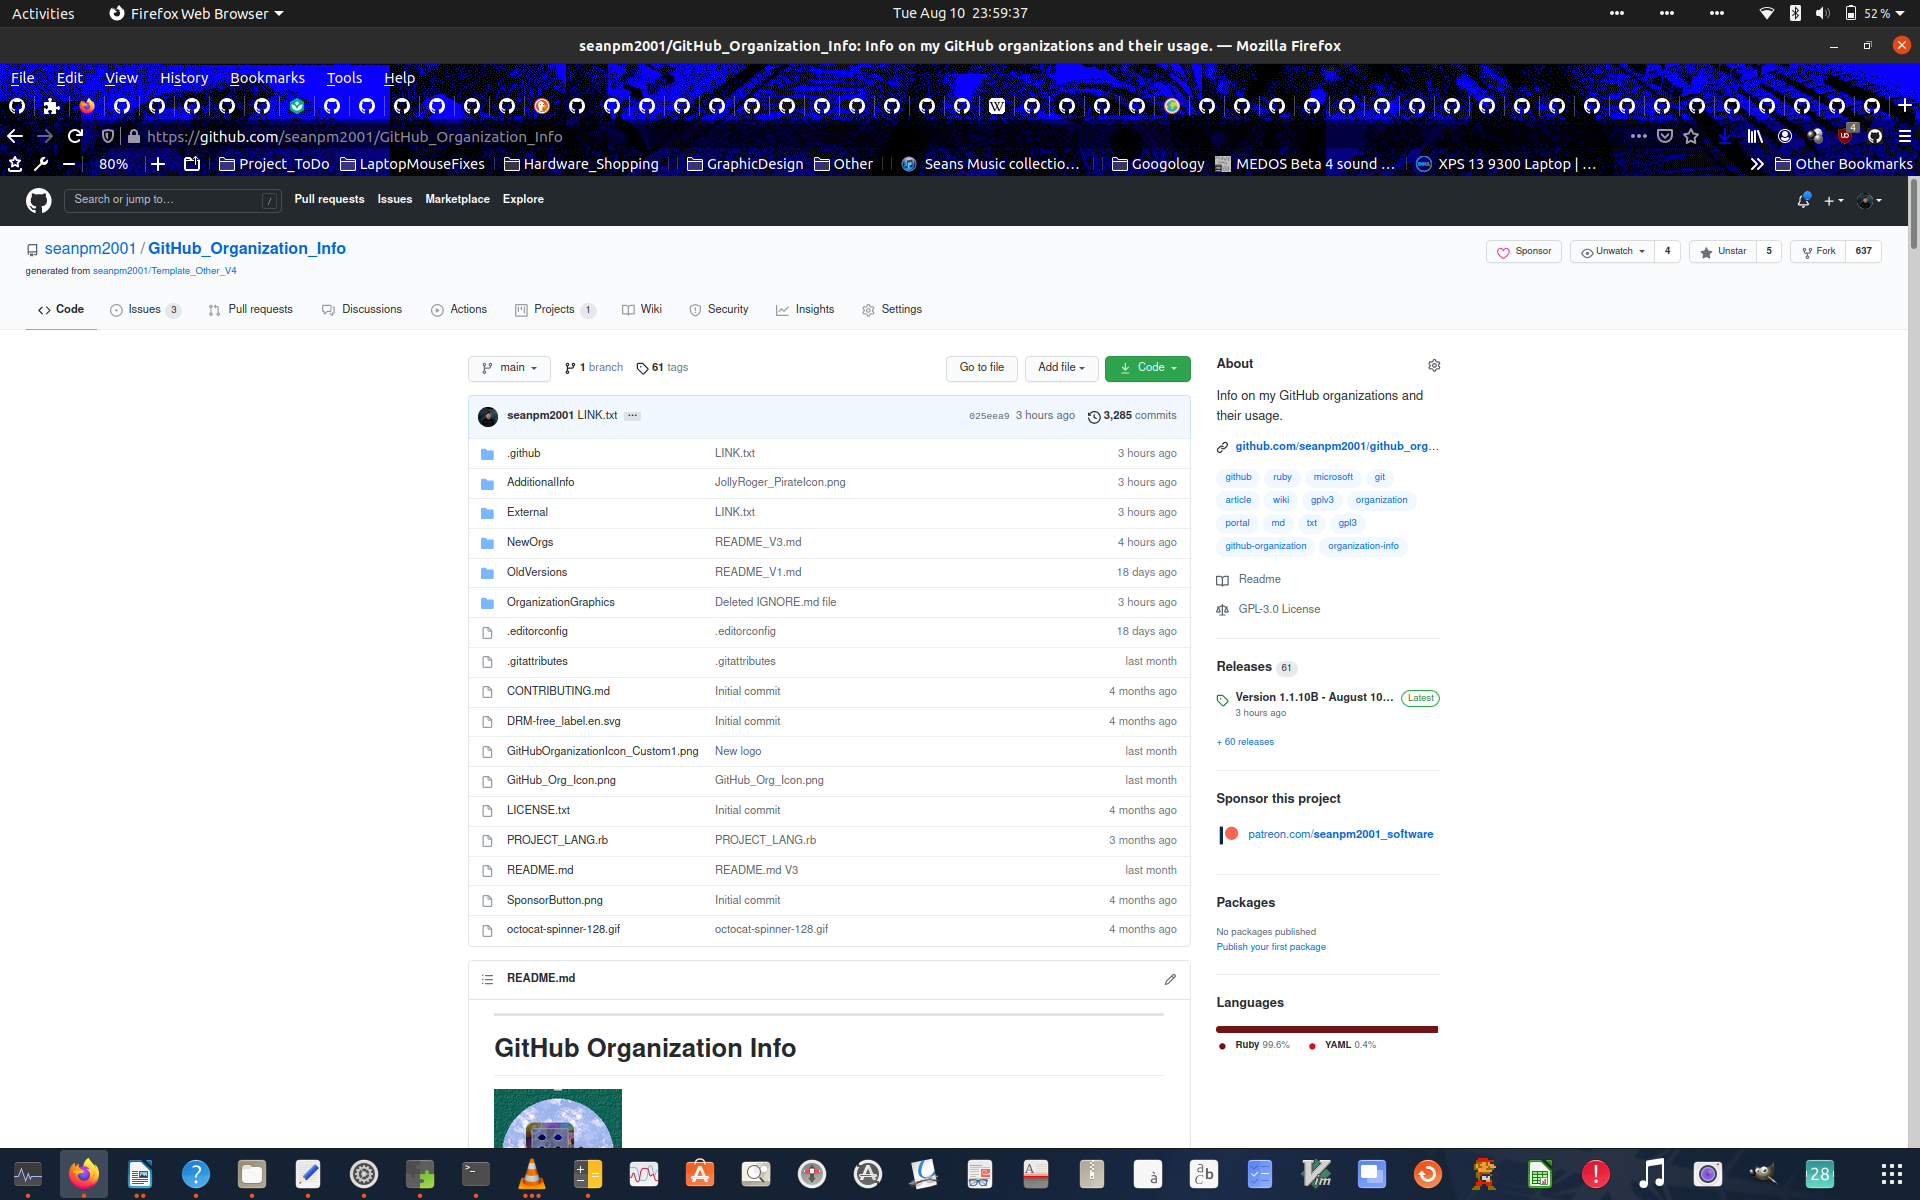 Activities Firefox Web Browser Tue Aug 10 23:59:37 52 %
seanpm2001/GitHub_Organization_Info: Info on my GitHub organizations and their usage. — Mozilla Firefox
File Edit View History Bookmarks Tools Help
https://github.com/seanpm2001/GitHub_Organization_Info 4
80% Project_ToDo LaptopMouseFixes Hardware_Shopping GraphicDesign Other Seans Music collectio… Googology MEDOS Beta 4 sound … XPS 13 9300 Laptop | … Other Bookmarks
Search or jump to… / Pull requests Issues Marketplace Explore
seanpm2001 / GitHub_Organization_Info Sponsor Unwatch 4 Unstar 5 Fork 637
generated from seanpm2001/Template_Other_V4
Code Issues 3 Pull requests Discussions Actions Projects 1 Wiki Security Insights Settings
main 1 branch 61 tags Go to file Add file Code
seanpm2001 LINK.txt ... 025eea9 3 hours ago 3,285 commits
.github LINK.txt 3 hours ago
AdditionalInfo JollyRoger_PirateIcon.png 3 hours ago
External LINK.txt 3 hours ago
NewOrgs README_V3.md 4 hours ago
OldVersions README_V1.md 18 days ago
OrganizationGraphics Deleted IGNORE.md file 3 hours ago
.editorconfig .editorconfig 18 days ago
.gitattributes .gitattributes last month
CONTRIBUTING.md Initial commit 4 months ago
DRM-free_label.en.svg Initial commit 4 months ago
GitHubOrganizationIcon_Custom1.png New logo last month
GitHub_Org_Icon.png GitHub_Org_Icon.png last month
LICENSE.txt Initial commit 4 months ago
PROJECT_LANG.rb PROJECT_LANG.rb 3 months ago
README.md README.md V3 last month
SponsorButton.png Initial commit 4 months ago
octocat-spinner-128.gif octocat-spinner-128.gif 4 months ago
README.md
GitHub Organization Info
About
Info on my GitHub organizations and
their usage.
github.com/seanpm2001/github_org…
github ruby microsoft git
article wiki gplv3 organization
portal md txt gpl3
github-organization organization-info
Readme
GPL-3.0 License
Releases 61
Version 1.1.10B - August 10… Latest
3 hours ago
+ 60 releases
Sponsor this project
patreon.com/seanpm2001_software
Packages
No packages published
Publish your first package
Languages
Ruby 99.6% YAML 0.4%
28